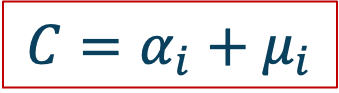 C = αᵢ + μᵢ